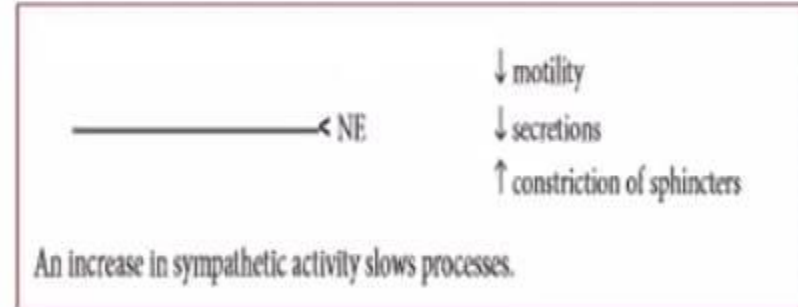 ↓ motility
< NE ↓ secretions
↑ constriction of sphincters
An increase in sympathetic activity slows processes.